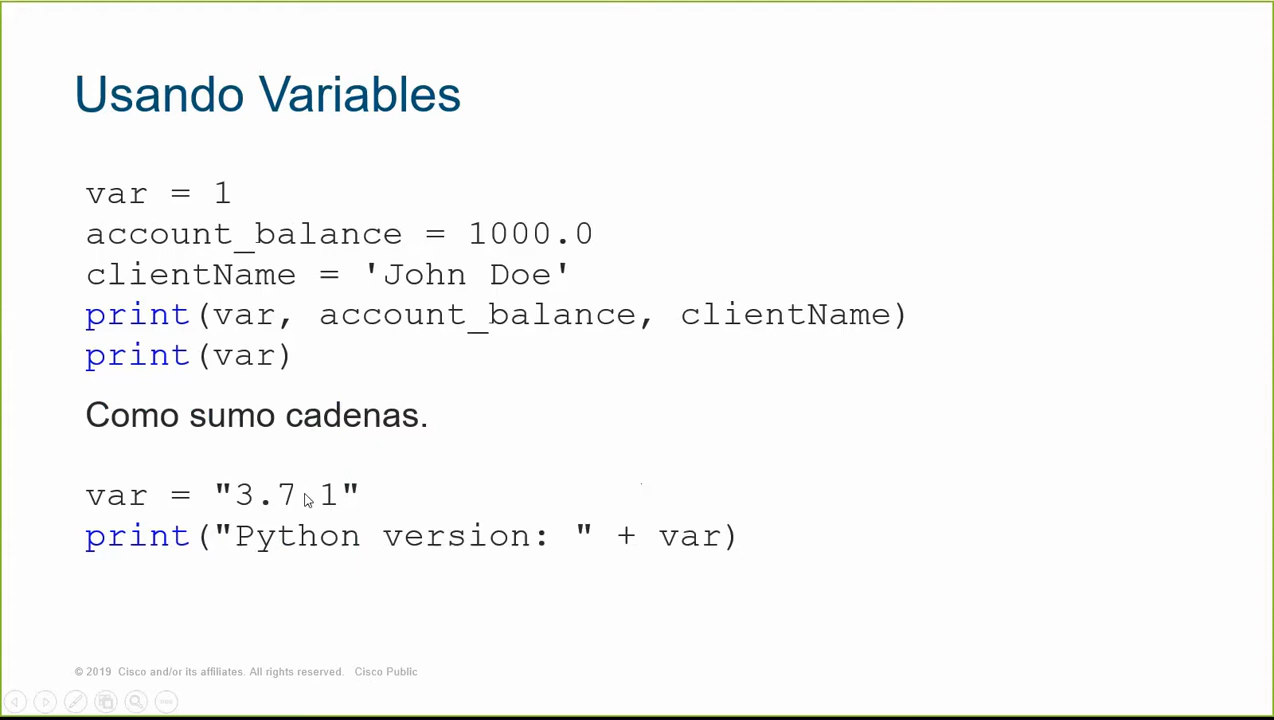 Usando Variables
var = 1
account_balance = 1000.0
clientName = 'John Doe'
print(var, account_balance, clientName)
print(var)
Como sumo cadenas.
var = "3.7.1"
print("Python version: " + var)
© 2019 Cisco and/or its affiliates. All rights reserved. Cisco Public